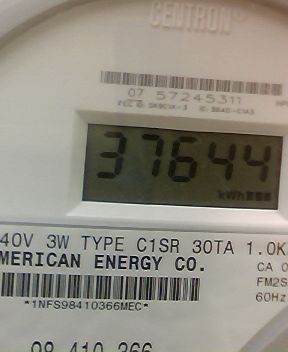 CENTRON®
07 57245311
37644
kWh
40V 3W TYPE C1SR 30TA 1.0K
MERICAN ENERGY CO.
CA 0
FM2S
*1NFS98410366MEC*
60Hz
98 410 366